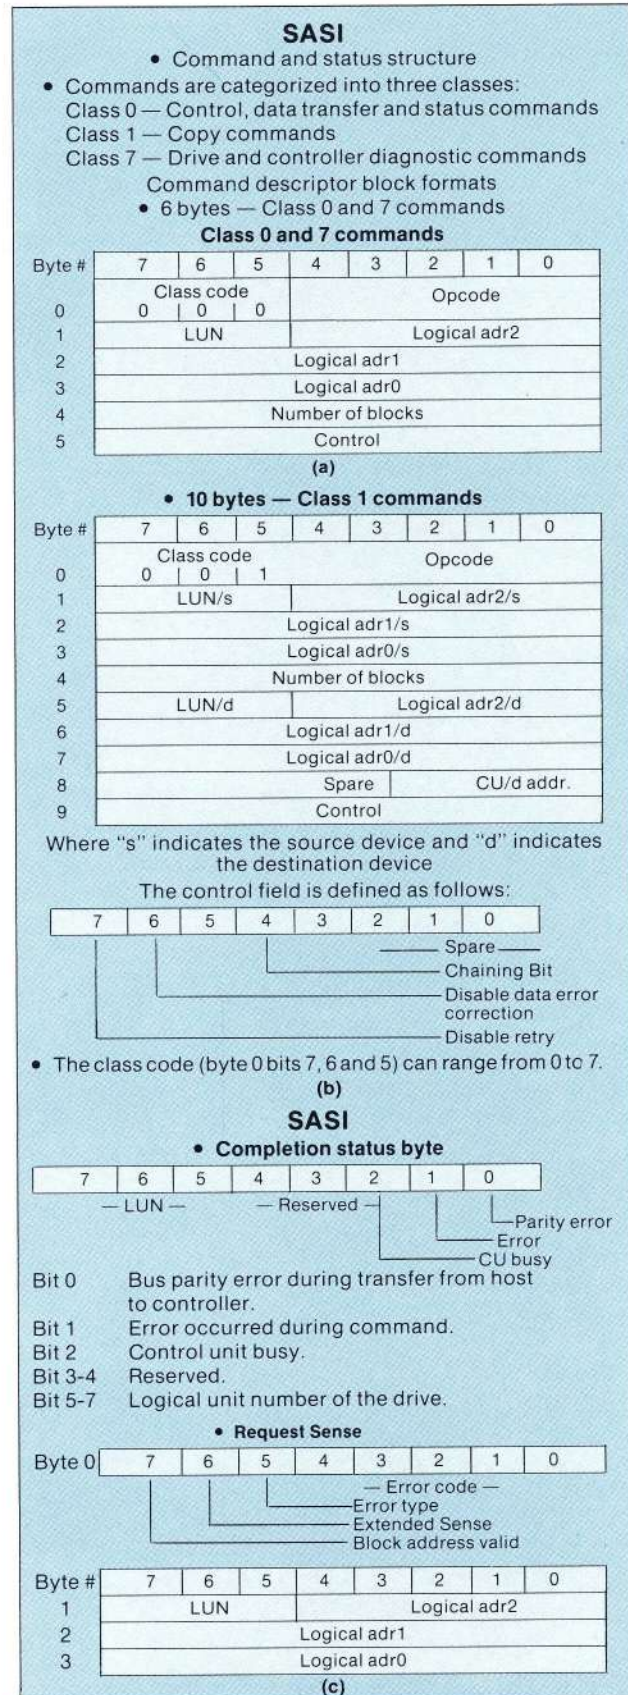 SASI
• Command and status structure
• Commands are categorized into three classes:
Class 0 — Control, data transfer and status commands
Class 1 — Copy commands
Class 7 — Drive and controller diagnostic commands
Command descriptor block formats
• 6 bytes — Class 0 and 7 commands
Class 0 and 7 commands
Byte # 7 6 5 4 3 2 1 0
Class code Opcode
0 0 0 0
1 LUN Logical adr2
2 Logical adr1
3 Logical adr0
4 Number of blocks
5 Control
(a)
• 10 bytes — Class 1 commands
Byte # 7 6 5 4 3 2 1 0
Class code Opcode
0 0 0 1
1 LUN/s Logical adr2/s
2 Logical adr1/s
3 Logical adr0/s
4 Number of blocks
5 LUN/d Logical adr2/d
6 Logical adr1/d
7 Logical adr0/d
8 Spare CU/d addr.
9 Control
Where "s" indicates the source device and "d" indicates
the destination device
The control field is defined as follows:
7 6 5 4 3 2 1 0
Spare
Chaining Bit
Disable data error
correction
Disable retry
• The class code (byte 0 bits 7, 6 and 5) can range from 0 to 7.
(b)
SASI
• Completion status byte
7 6 5 4 3 2 1 0
— LUN — — Reserved —
Parity error
Error
CU busy
Bit 0 Bus parity error during transfer from host
to controller.
Bit 1 Error occurred during command.
Bit 2 Control unit busy.
Bit 3-4 Reserved.
Bit 5-7 Logical unit number of the drive.
• Request Sense
Byte 0 7 6 5 4 3 2 1 0
— Error code —
Error type
Extended Sense
Block address valid
Byte # 7 6 5 4 3 2 1 0
1 LUN Logical adr2
2 Logical adr1
3 Logical adr0
(c)